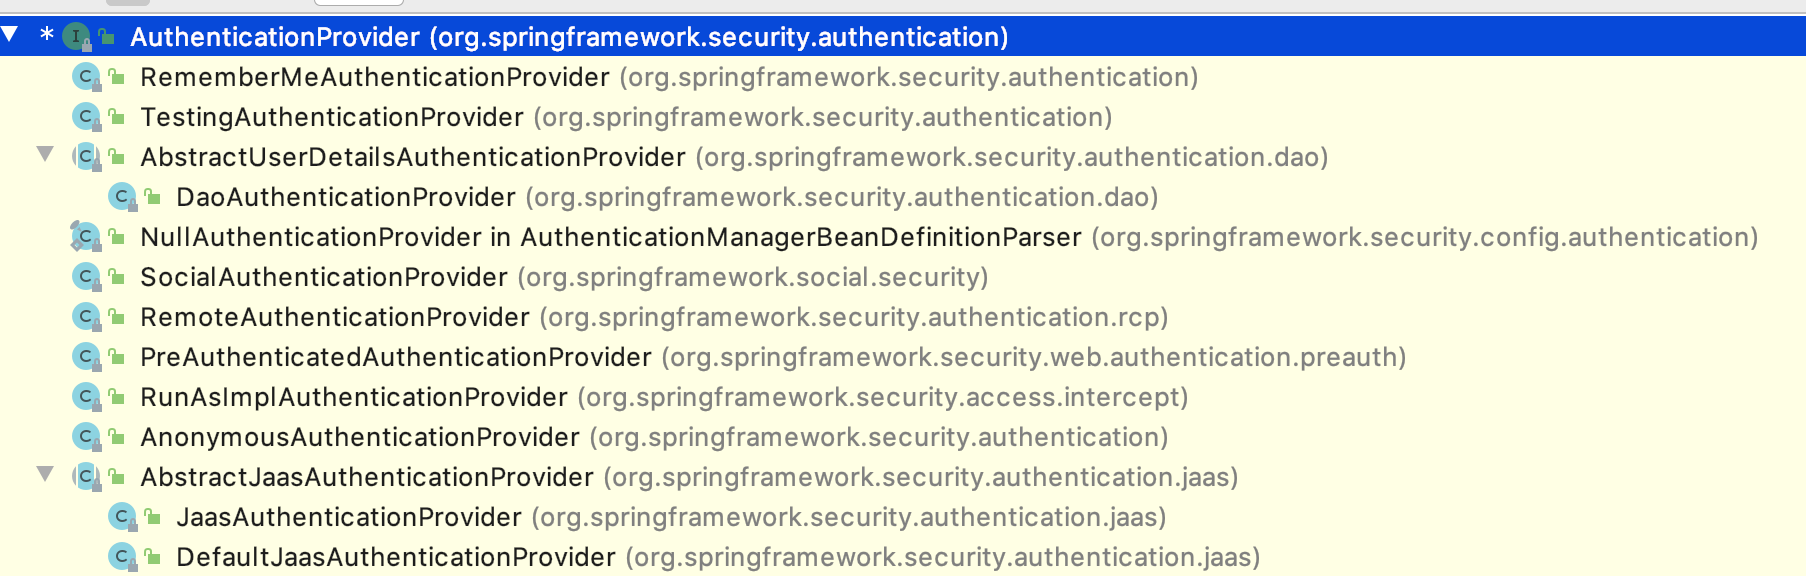 * AuthenticationProvider (org.springframework.security.authentication)
RememberMeAuthenticationProvider (org.springframework.security.authentication)
TestingAuthenticationProvider (org.springframework.security.authentication)
AbstractUserDetailsAuthenticationProvider (org.springframework.security.authentication.dao)
DaoAuthenticationProvider (org.springframework.security.authentication.dao)
NullAuthenticationProvider in AuthenticationManagerBeanDefinitionParser (org.springframework.security.config.authentication)
SocialAuthenticationProvider (org.springframework.social.security)
RemoteAuthenticationProvider (org.springframework.security.authentication.rcp)
PreAuthenticatedAuthenticationProvider (org.springframework.security.web.authentication.preauth)
RunAsImplAuthenticationProvider (org.springframework.security.access.intercept)
AnonymousAuthenticationProvider (org.springframework.security.authentication)
AbstractJaasAuthenticationProvider (org.springframework.security.authentication.jaas)
JaasAuthenticationProvider (org.springframework.security.authentication.jaas)
DefaultJaasAuthenticationProvider (org.springframework.security.authentication.jaas)